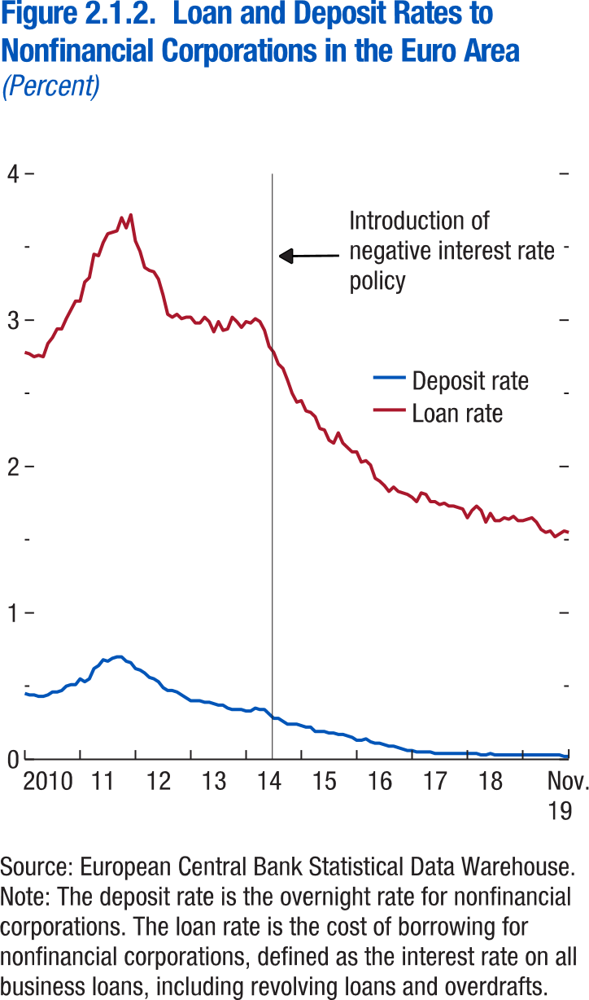 Figure 2.1.2. Loan and Deposit Rates to
Nonfinancial Corporations in the Euro Area
(Percent)
4
3
2
1
0
Introduction of
negative interest rate
policy
Deposit rate
Loan rate
2010 11 12 13 14 15 16 17 18 Nov.
19
Source: European Central Bank Statistical Data Warehouse.
Note: The deposit rate is the overnight rate for nonfinancial
corporations. The loan rate is the cost of borrowing for
nonfinancial corporations, defined as the interest rate on all
business loans, including revolving loans and overdrafts.